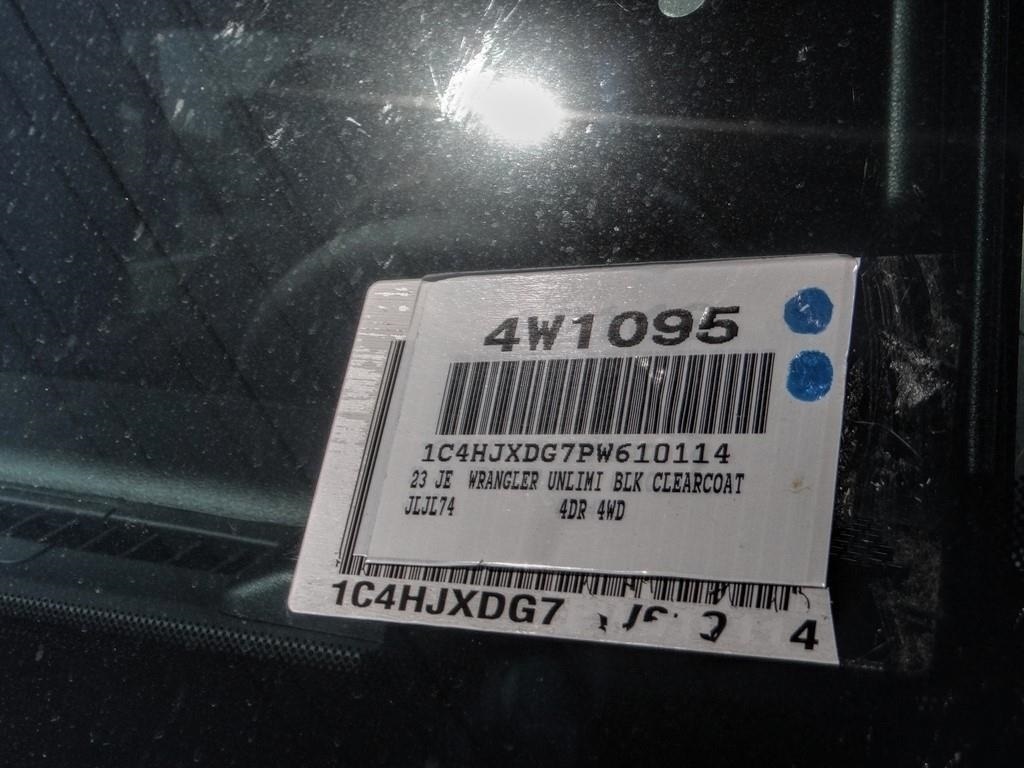 4W1095
1C4HJXDG7PW610114
23 JE WRANGLER UNLIMI BLK CLEARCOAT
JLJL74 4DR 4WD
1C4HJXDG7 4